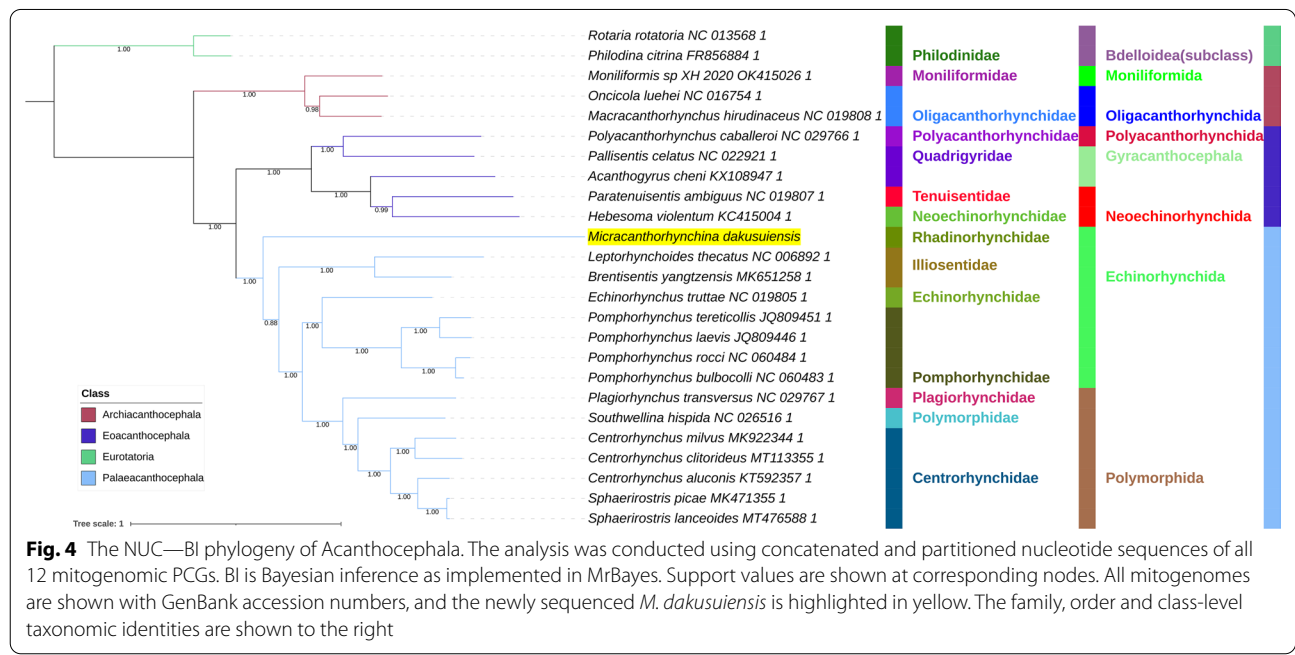 Rotaria rotatoria NC 013568 1
Philodina citrina FR856884 1
Moniliformis sp XH 2020 OK415026 1
Oncicola luehei NC 016754 1
Macracanthorhynchus hirudinaceus NC 019808 1
Polyacanthorhynchus caballeroi NC 029766 1
Pallisentis celatus NC 022921 1
Acanthogyrus cheni KX108947 1
Paratenuisentis ambiguus NC 019807 1
Hebesoma violentum KC415004 1
Micracanthorhynchina dakusuiensis
Leptorhynchoides thecatus NC 006892 1
Brentisentis yangtzensis MK651258 1
Echinorhynchus truttae NC 019805 1
Pomphorhynchus tereticollis JQ809451 1
Pomphorhynchus laevis JQ809446 1
Pomphorhynchus rocci NC 060484 1
Pomphorhynchus bulbocolli NC 060483 1
Plagiorhynchus transversus NC 029767 1
Southwellina hispida NC 026516 1
Centrorhynchus milvus MK922344 1
Centrorhynchus clitorideus MT113355 1
Centrorhynchus aluconis KT592357 1
Sphaerirostris picae MK471355 1
Sphaerirostris lanceoides MT476588 1
1.00
1.00
0.98
1.00
1.00
1.00
1.00
0.99
1.00
1.00
0.88
1.00
1.00
1.00
1.00
1.00
1.00
1.00
1.00
1.00
1.00
1.00
Philodinidae
Moniliformidae
Oligacanthorhynchidae
Polyacanthorhynchidae
Quadrigyridae
Tenuisentidae
Neoechinorhynchidae
Rhadinorhynchidae
Illiosentidae
Echinorhynchidae
Pomphorhynchidae
Plagiorhynchidae
Polymorphidae
Centrorhynchidae
Bdelloidea(subclass)
Moniliformida
Oligacanthorhynchida
Polyacanthorhynchida
Gyracanthocephala
Neoechinorhynchida
Echinorhynchida
Polymorphida
Class
Archiacanthocephala
Eoacanthocephala
Eurotatoria
Palaeacanthocephala
Tree scale: 1
Fig. 4 The NUC—BI phylogeny of Acanthocephala. The analysis was conducted using concatenated and partitioned nucleotide sequences of all
12 mitogenomic PCGs. BI is Bayesian inference as implemented in MrBayes. Support values are shown at corresponding nodes. All mitogenomes
are shown with GenBank accession numbers, and the newly sequenced M. dakusuiensis is highlighted in yellow. The family, order and class-level
taxonomic identities are shown to the right